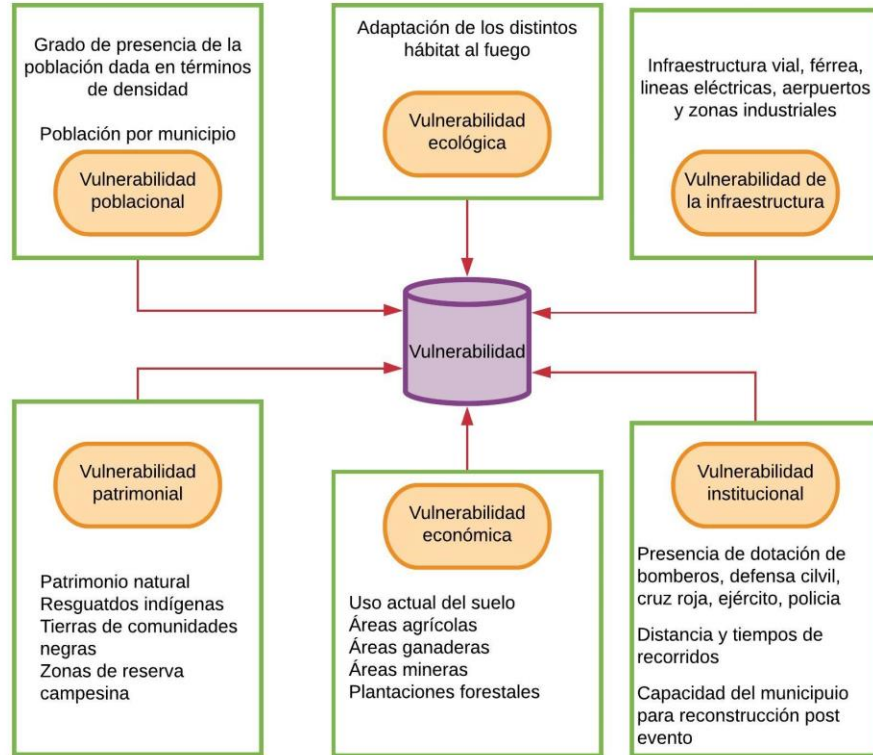 Grado de presencia de la
población dada en términos
de densidad
Población por municipio
Vulnerabilidad
poblacional
Adaptación de los distintos
hábitat al fuego
Vulnerabilidad
ecológica
Infraestructura vial, férrea,
lineas eléctricas, aerpuertos
y zonas industriales
Vulnerabilidad de
la infraestructura
Vulnerabilidad
Vulnerabilidad
patrimonial
Patrimonio natural
Resguatdos indígenas
Tierras de comunidades
negras
Zonas de reserva
campesina
Vulnerabilidad
económica
Uso actual del suelo
Áreas agrícolas
Áreas ganaderas
Áreas mineras
Plantaciones forestales
Vulnerabilidad
institucional
Presencia de dotación de
bomberos, defensa cilvil,
cruz roja, ejército, policia
Distancia y tiempos de
recorridos
Capacidad del municipuio
para reconstrucción post
evento